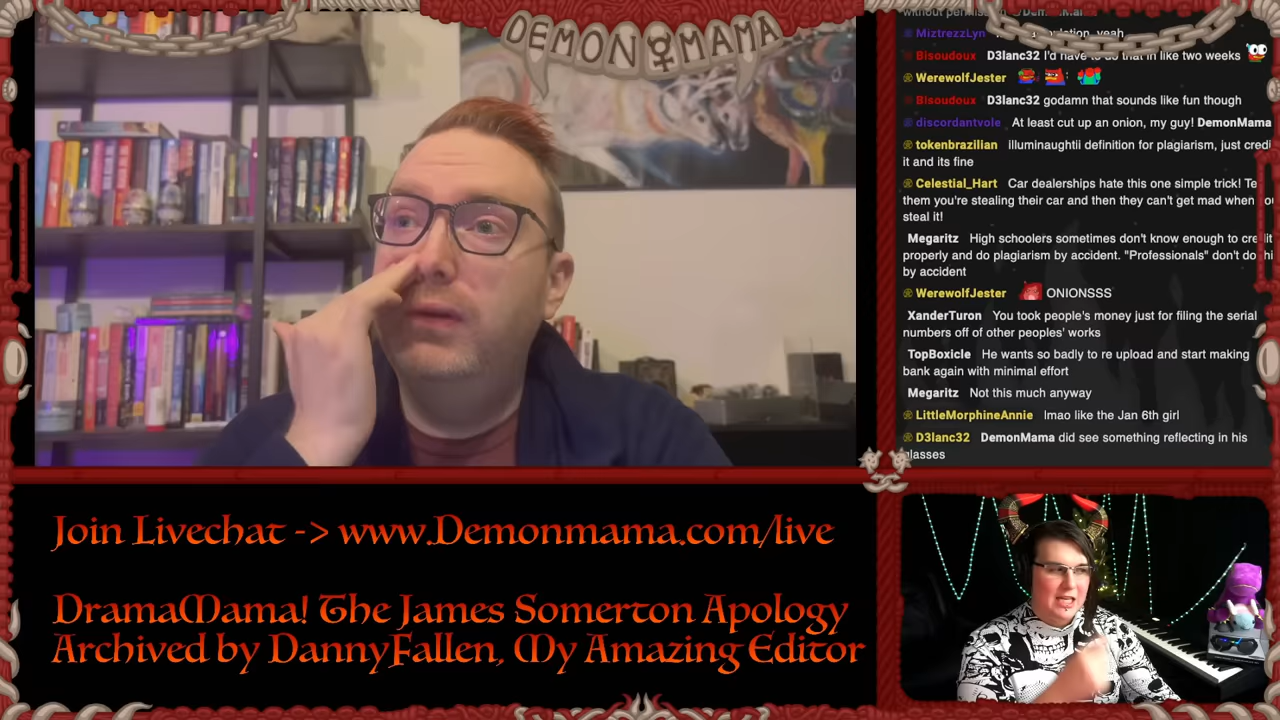 DEMON MAMA
MiztrezzLyn yeah
Bisoudoux D3lanc32 I'd have to do that in like two weeks
WerewolfJester
Bisoudoux D3lanc32 godamn that sounds like fun though
discordantvole At least cut up an onion, my guy! DemonMama
tokenbrazilian illuminaughtii definition for plagiarism, just
it and its fine
Celestial_Hart Car dealerships hate this one simple trick!
them you're stealing their car and then they can't get mad when
steal it!
Megaritz High schoolers sometimes don't know enough to
properly and do plagiarism by accident. "Professionals" don't do
by accident
WerewolfJester ONIONSSS
XanderTuron You took people's money just for filing the serial
numbers off of other peoples' works
TopBoxicle He wants so badly to re upload and start making
bank again with minimal effort
Megaritz Not this much anyway
LittleMorphineAnnie lmao like the Jan 6th girl
D3lanc32 DemonMama did see something reflecting in his
glasses
Join Livechat -> www.Demonmama.com/live
DramaMama! The James Somerton Apology
Archived by DannyFallen, My Amazing Editor